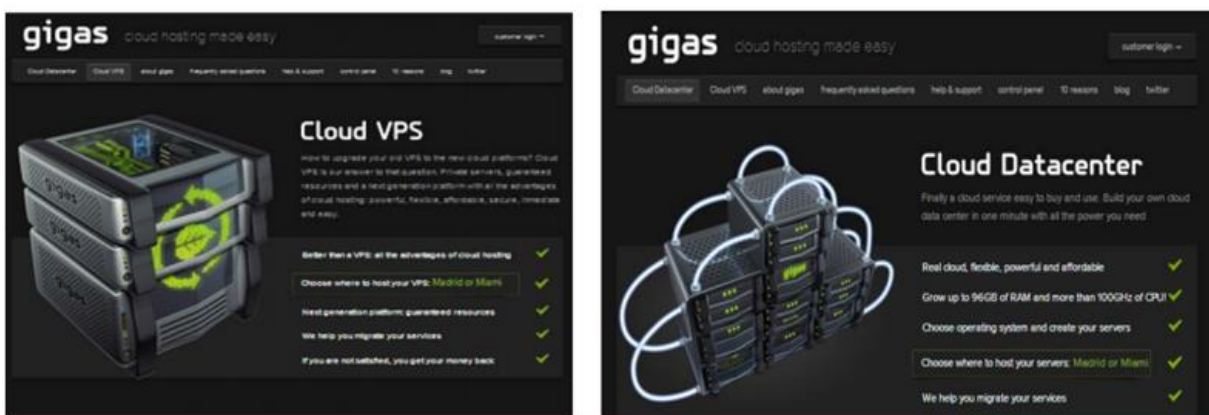 gigas cloud hosting made easy
customer login
Cloud Datacenter Cloud VPS about gigas frequently asked questions help & support control panel 10 reasons blog twitter
Cloud VPS
How to upgrade your old VPS to the new cloud platforms? Cloud
VPS is our answer to that question. Private servers, guaranteed
resources and a next generation platform with all the advantages
of cloud hosting: powerful, flexible, affordable, secure, immediate
and easy.
gigas
gigas
gigas
Better than a VPS: all the advantages of cloud hosting
Choose where to host your VPS: Madrid or Miami
Next generation platform: guaranteed resources
We help you migrate your services
If you are not satisfied, you get your money back
gigas cloud hosting made easy
customer login
Cloud Datacenter Cloud VPS about gigas frequently asked questions help & support control panel 10 reasons blog twitter
Cloud Datacenter
Finally a cloud service easy to buy and use. Build your own cloud
data center in one minute with all the power you need
gigas
Real cloud, flexible, powerful and affordable
Grow up to 96GB of RAM and more than 100GHz of CPU!
Choose operating system and create your servers
Choose where to host your servers: Madrid or Miami
We help you migrate your services